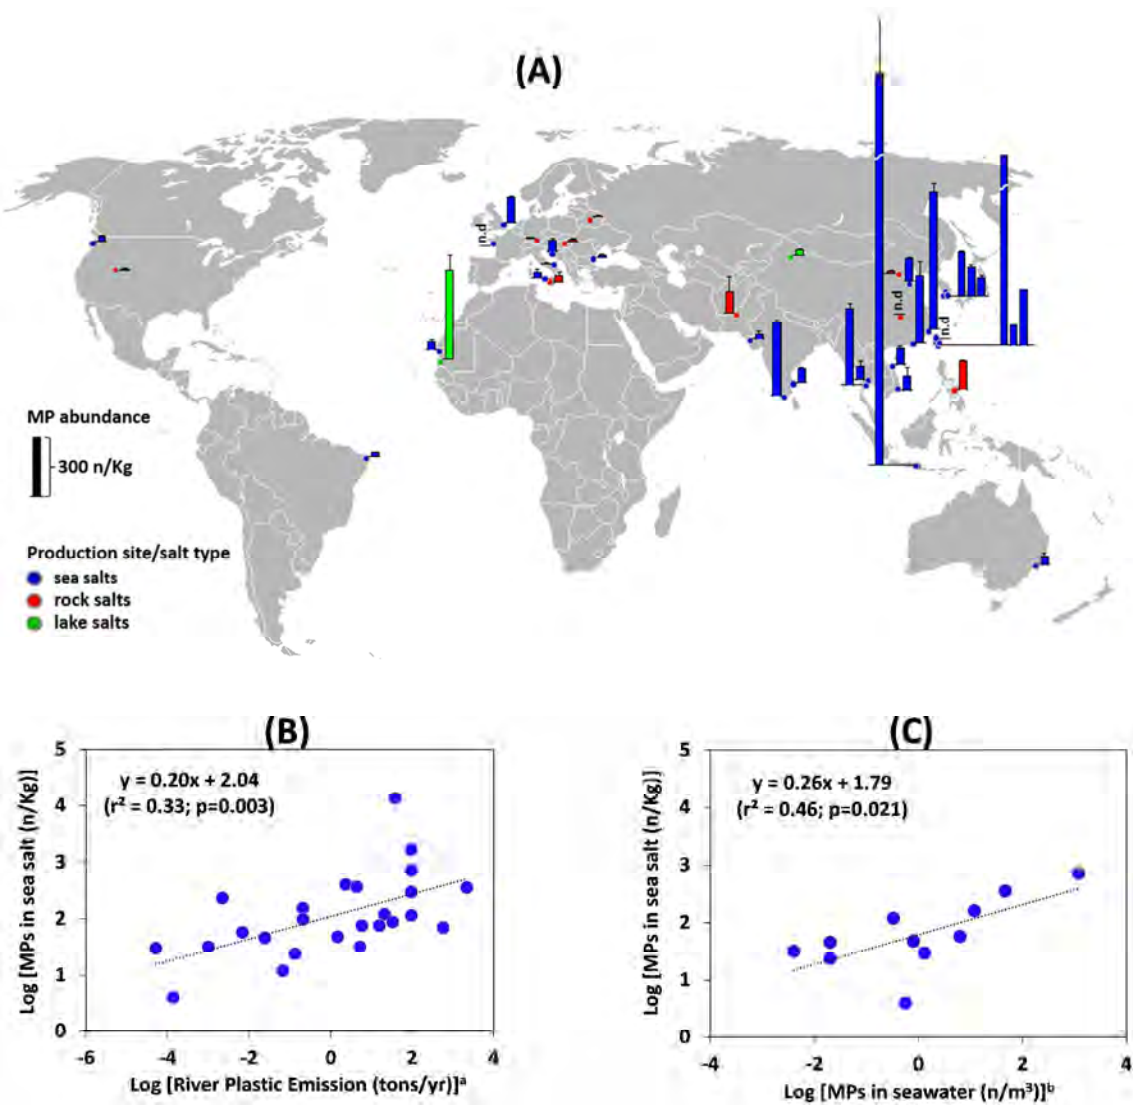 (A)
n.d
n.d
n.d
MP abundance
300 n/Kg
Production site/salt type
sea salts
rock salts
lake salts
(B)
y = 0.20x + 2.04
(r² = 0.33; p=0.003)
Log [MPs in sea salt (n/Kg)]
5
4
3
2
1
0
-6
-4
-2
0
2
4
Log [River Plastic Emission (tons/yr)]ᵃ
(C)
y = 0.26x + 1.79
(r² = 0.46; p=0.021)
Log [MPs in sea salt (n/Kg)]
5
4
3
2
1
0
-4
-2
0
2
4
Log [MPs in seawater (n/m³)]ᵇ